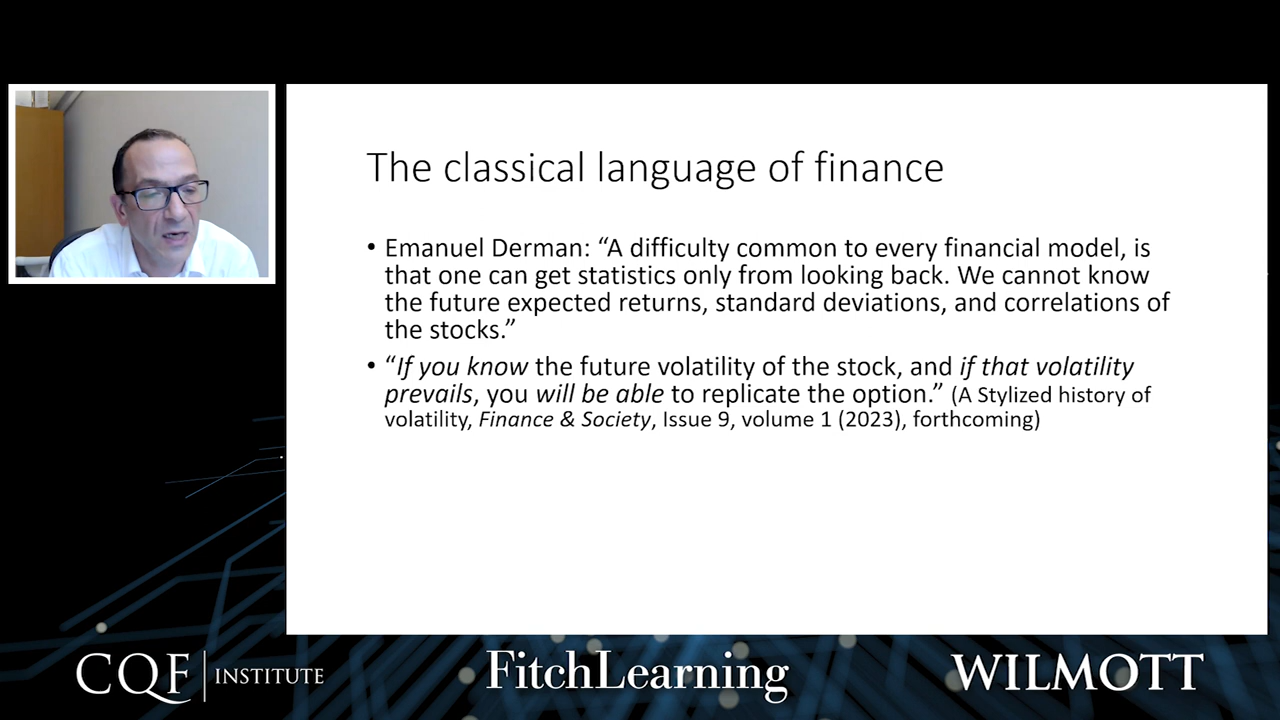 The classical language of finance
• Emanuel Derman: “A difficulty common to every financial model, is
that one can get statistics only from looking back. We cannot know
the future expected returns, standard deviations, and correlations of
the stocks.”
• “If you know the future volatility of the stock, and if that volatility
prevails, you will be able to replicate the option.” (A Stylized history of
volatility, Finance & Society, Issue 9, volume 1 (2023), forthcoming)
CQF INSTITUTE
FitchLearning
WILMOTT